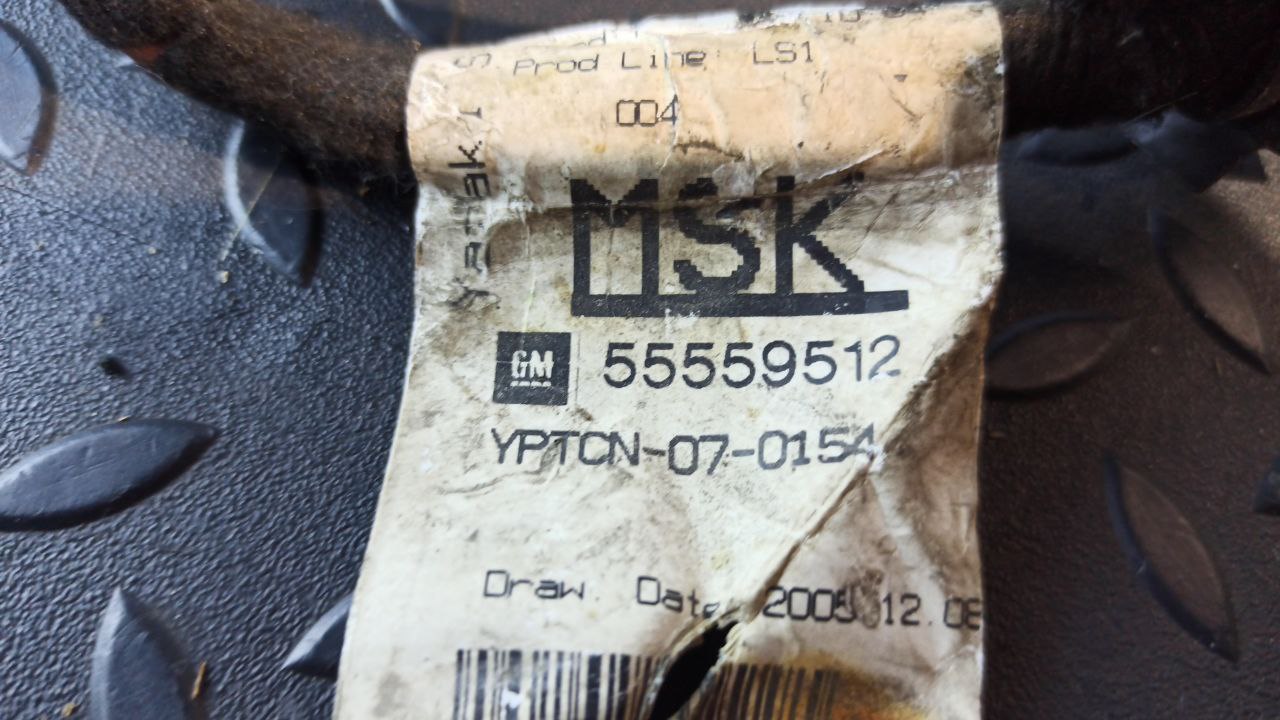 Prod Line: LS1
004
MSK
GM
55559512
YPTCN-07-0154
Draw. Date 2005.12.08